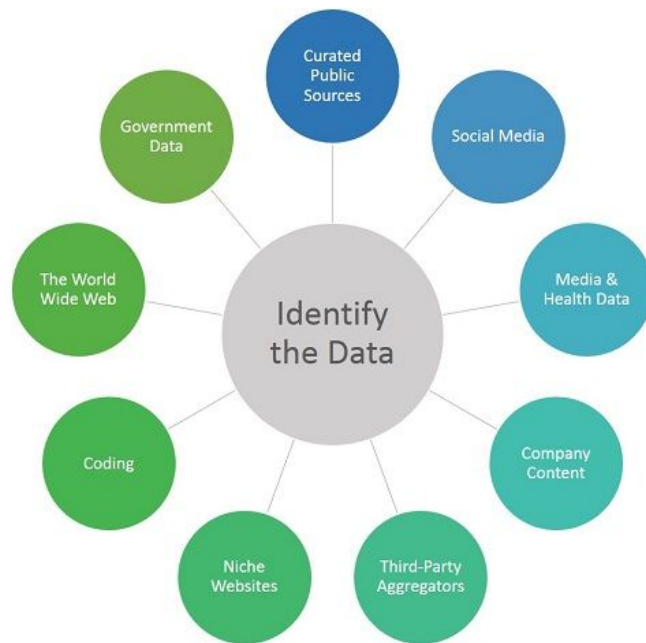 Curated
Public
Sources
Social Media
Media &
Health Data
Company
Content
Third-Party
Aggregators
Niche
Websites
Coding
The World
Wide Web
Government
Data
Identify
the Data